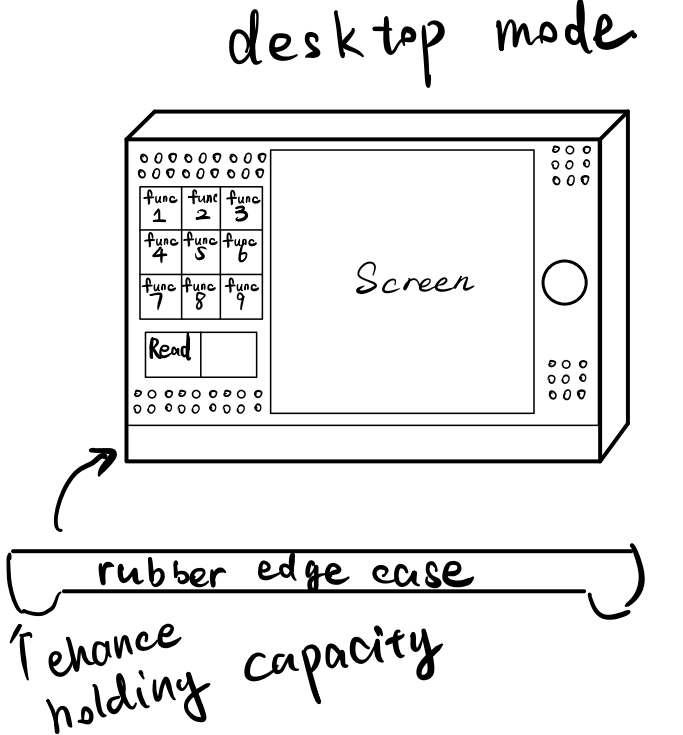 desktop mode
func 1 func 2 func 3
func 4 func 5 func 6
func 7 func 8 func 9
Screen
Read
rubber edge case
ehance
holding capacity